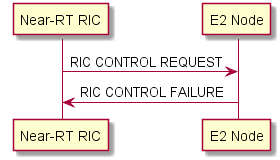 Near-RT RIC
E2 Node
RIC CONTROL REQUEST
RIC CONTROL FAILURE
Near-RT RIC
E2 Node